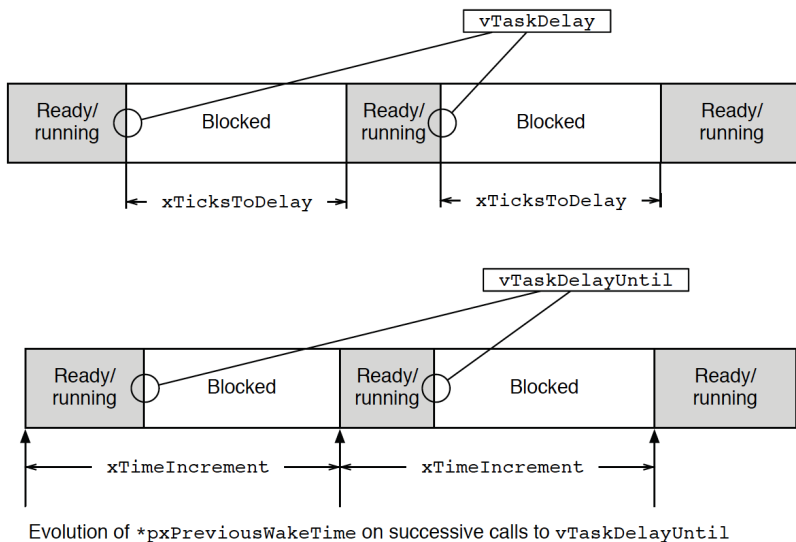 vTaskDelay
Ready/
running
Blocked
Ready/
running
Blocked
Ready/
running
xTicksToDelay
xTicksToDelay
vTaskDelayUntil
Ready/
running
Blocked
Ready/
running
Blocked
Ready/
running
xTimeIncrement
xTimeIncrement
Evolution of *pxPreviousWakeTime on successive calls to vTaskDelayUntil